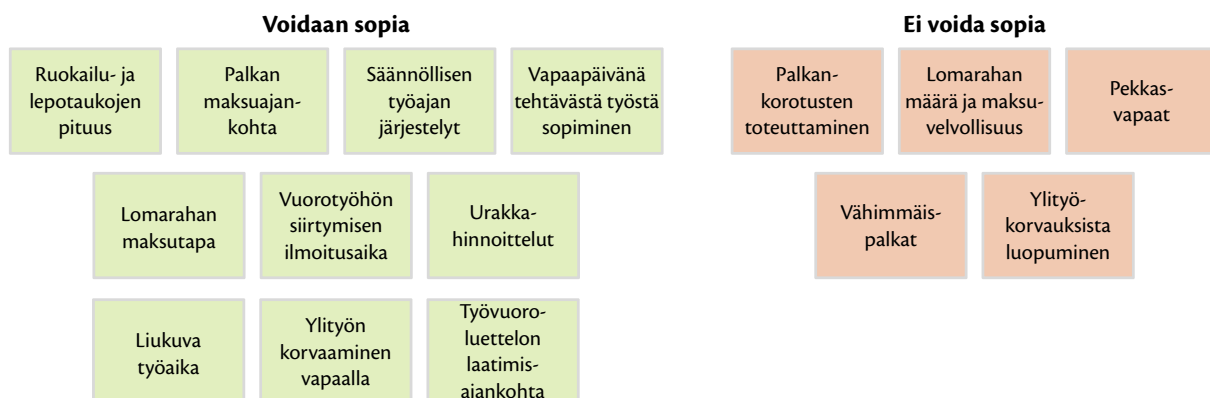 Voidaan sopia
Ruokailu- ja
lepotaukojen
pituus
Palkan
maksuajan-
kohta
Säännöllisen
työajan
järjestelyt
Vapaapäivänä
tehtävästä työstä
sopiminen
Lomarahan
maksutapa
Vuorotyöhön
siirtymisen
ilmoitusaika
Urakka-
hinnoittelut
Liukuva
työaika
Ylityön
korvaaminen
vapaalla
Työvuoro-
luettelon
laatimis-
ajankohta
Ei voida sopia
Palkan-
korotusten
toteuttaminen
Lomarahan
määrä ja maksu-
velvollisuus
Pekkas-
vapaat
Vähimmäis-
palkat
Ylityö-
korvauksista
luopuminen